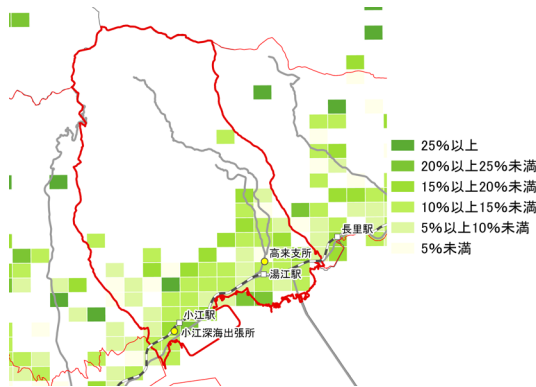 25%以上
20%以上25%未満
15%以上20%未満
10%以上15%未満
5%以上10%未満
5%未満
長里駅
高来支所
湯江駅
小江駅
小江深海出張所